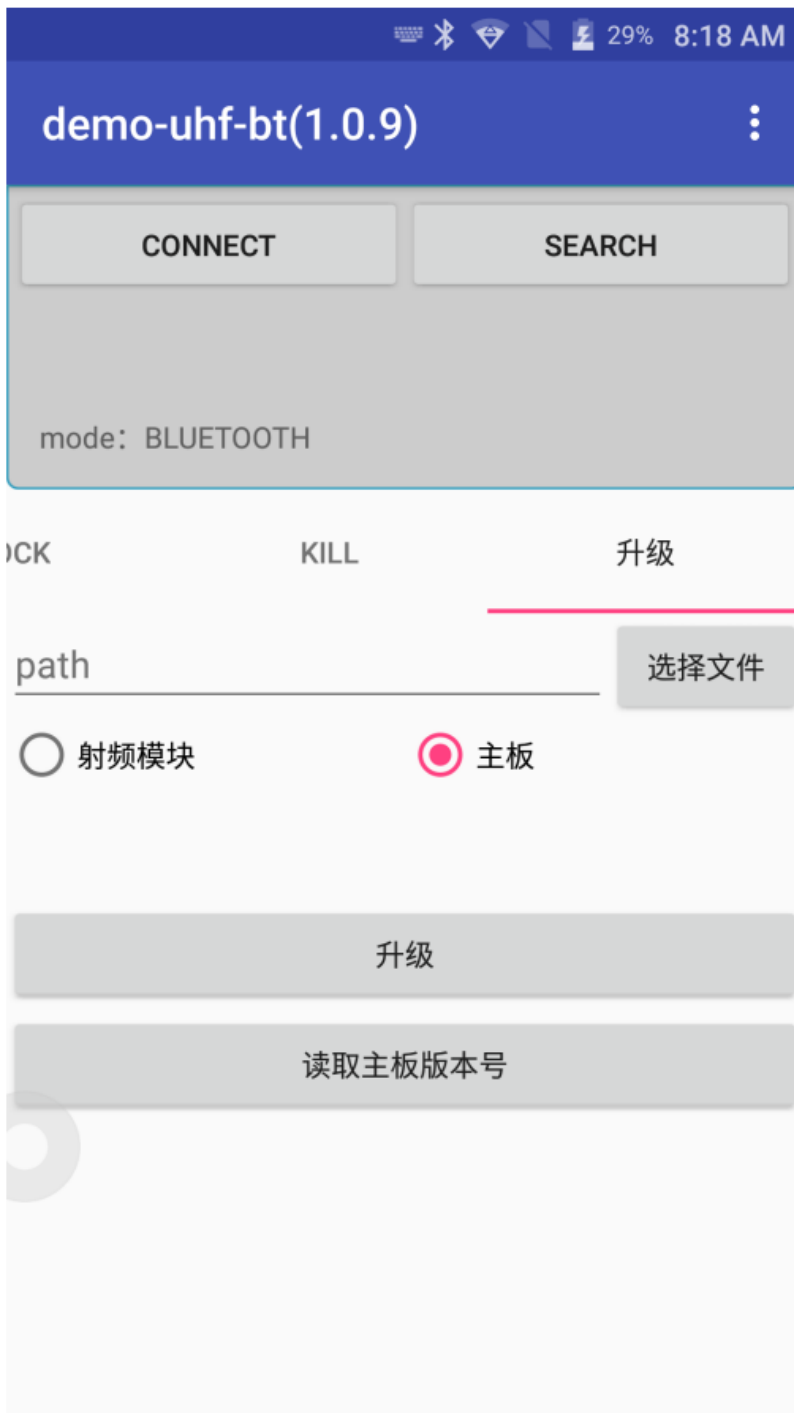 29% 8:18 AM
demo-uhf-bt(1.0.9)
CONNECT SEARCH
mode：BLUETOOTH
OCK KILL 升级
path 选择文件
射频模块 主板
升级
读取主板版本号